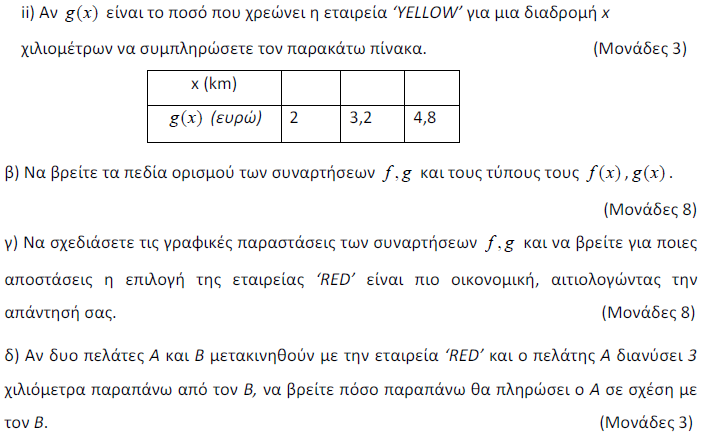 ii) Αν g(x) είναι το ποσό που χρεώνει η εταιρεία ‘YELLOW’ για μια διαδρομή x
χιλιομέτρων να συμπληρώσετε τον παρακάτω πίνακα. (Μονάδες 3)
x (km)
g(x) (ευρώ) 2 3,2 4,8
β) Να βρείτε τα πεδία ορισμού των συναρτήσεων f,g και τους τύπους τους f(x),g(x).
(Μονάδες 8)
γ) Να σχεδιάσετε τις γραφικές παραστάσεις των συναρτήσεων f,g και να βρείτε για ποιες
αποστάσεις η επιλογή της εταιρείας ‘RED’ είναι πιο οικονομική, αιτιολογώντας την
απάντησή σας. (Μονάδες 8)
δ) Αν δυο πελάτες A και B μετακινηθούν με την εταιρεία ‘RED’ και ο πελάτης A διανύσει 3
χιλιόμετρα παραπάνω από τον B, να βρείτε πόσο παραπάνω θα πληρώσει ο A σε σχέση με
τον B. (Μονάδες 3)